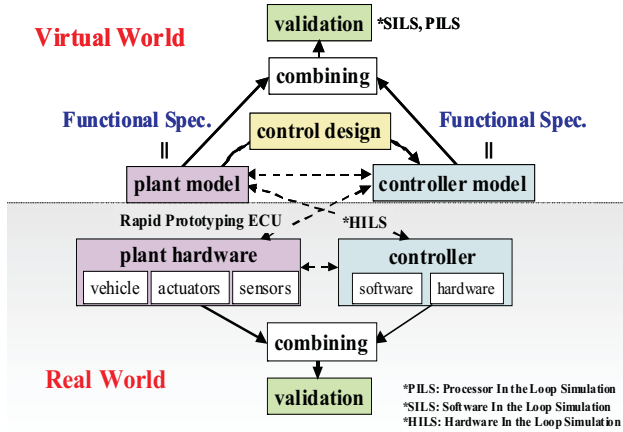 validation
*SILS, PILS
Virtual World
combining
Functional Spec.
Functional Spec.
=
control design
=
plant model
controller model
Rapid Prototyping ECU
*HILS
plant hardware
controller
vehicle
actuators
sensors
software
hardware
combining
Real World
validation
*PILS: Processor In the Loop Simulation
*SILS: Software In the Loop Simulation
*HILS: Hardware In the Loop Simulation